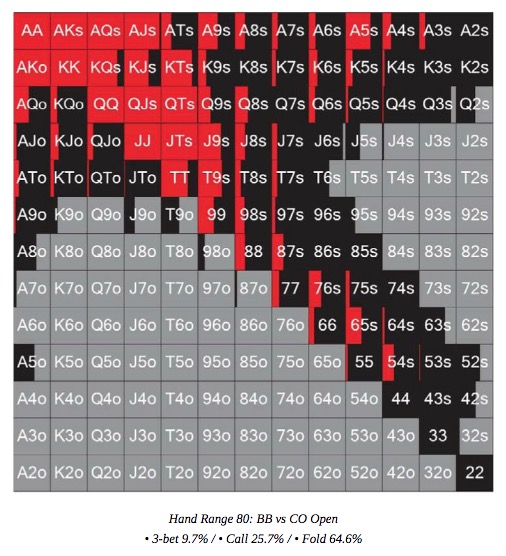 AA AKs AQs AJs ATs A9s A8s A7s A6s A5s A4s A3s A2s
AKo KK KQs KJs KTs K9s K8s K7s K6s K5s K4s K3s K2s
AQo KQo QQ QJs QTs Q9s Q8s Q7s Q6s Q5s Q4s Q3s Q2s
AJo KJo QJo JJ JTs J9s J8s J7s J6s J5s J4s J3s J2s
ATo KTo QTo JTo TT T9s T8s T7s T6s T5s T4s T3s T2s
A9o K9o Q9o J9o T9o 99 98s 97s 96s 95s 94s 93s 92s
A8o K8o Q8o J8o T8o 98o 88 87s 86s 85s 84s 83s 82s
A7o K7o Q7o J7o T7o 97o 87o 77 76s 75s 74s 73s 72s
A6o K6o Q6o J6o T6o 96o 86o 76o 66 65s 64s 63s 62s
A5o K5o Q5o J5o T5o 95o 85o 75o 65o 55 54s 53s 52s
A4o K4o Q4o J4o T4o 94o 84o 74o 64o 54o 44 43s 42s
A3o K3o Q3o J3o T3o 93o 83o 73o 63o 53o 43o 33 32s
A2o K2o Q2o J2o T2o 92o 82o 72o 62o 52o 42o 32o 22
Hand Range 80: BB vs CO Open
• 3-bet 9.7% / • Call 25.7% / • Fold 64.6%